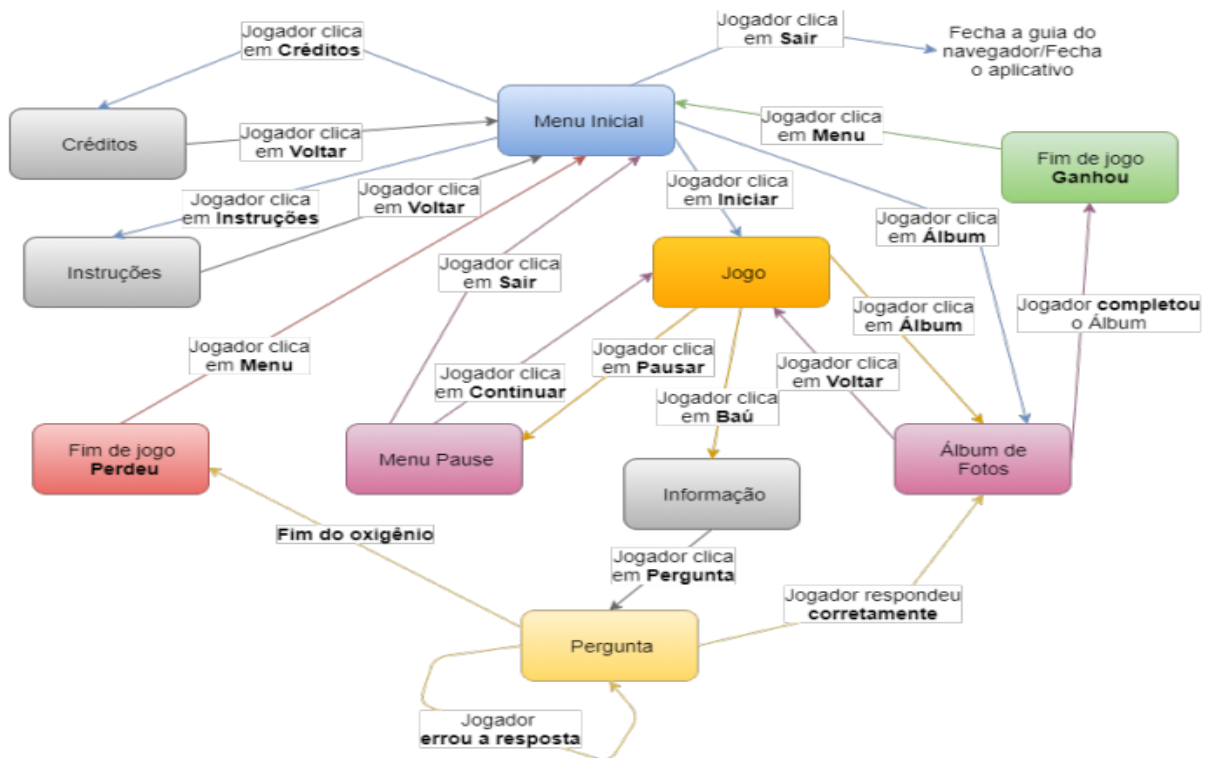 Jogador clica
em Créditos
Jogador clica
em Sair
Fecha a guia do
navegador/Fecha
o aplicativo
Menu Inicial
Créditos
Jogador clica
em Voltar
Jogador clica
em Menu
Fim de jogo
Ganhou
Jogador clica
em Instruções
Jogador clica
em Voltar
Jogador clica
em Iniciar
Jogador clica
em Álbum
Instruções
Jogador clica
em Sair
Jogo
Jogador clica
em Álbum
Jogador completou
o Álbum
Jogador clica
em Menu
Jogador clica
em Continuar
Jogador clica
em Pausar
Jogador clica
em Voltar
Jogador clica
em Baú
Fim de jogo
Perdeu
Menu Pause
Álbum de
Fotos
Informação
Fim do oxigênio
Jogador clica
em Pergunta
Jogador respondeu
corretamente
Pergunta
Jogador
errou a resposta